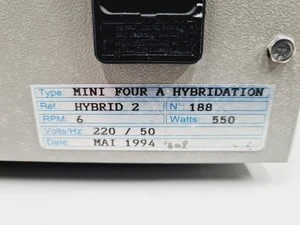 Type: MINI FOUR A HYBRIDATION
Ref. HYBRID 2 N°: 188
RPM: 6 Watts: 550
Volts/Hz: 220 / 50
Date MAI 1994